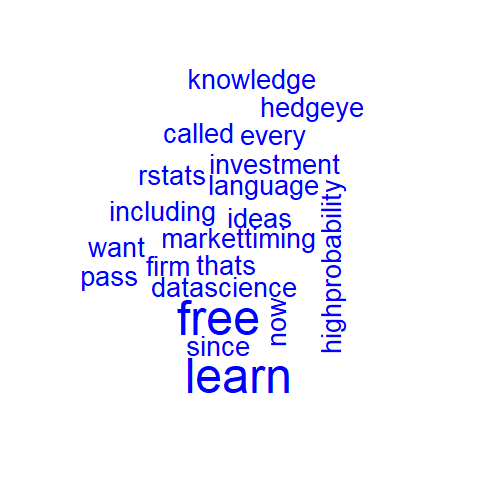 knowledge
hedgeye
called every
investment
rstats
language
including
ideas
highprobability
markettiming
want
firm thats
pass
datascience
free
now
since
learn